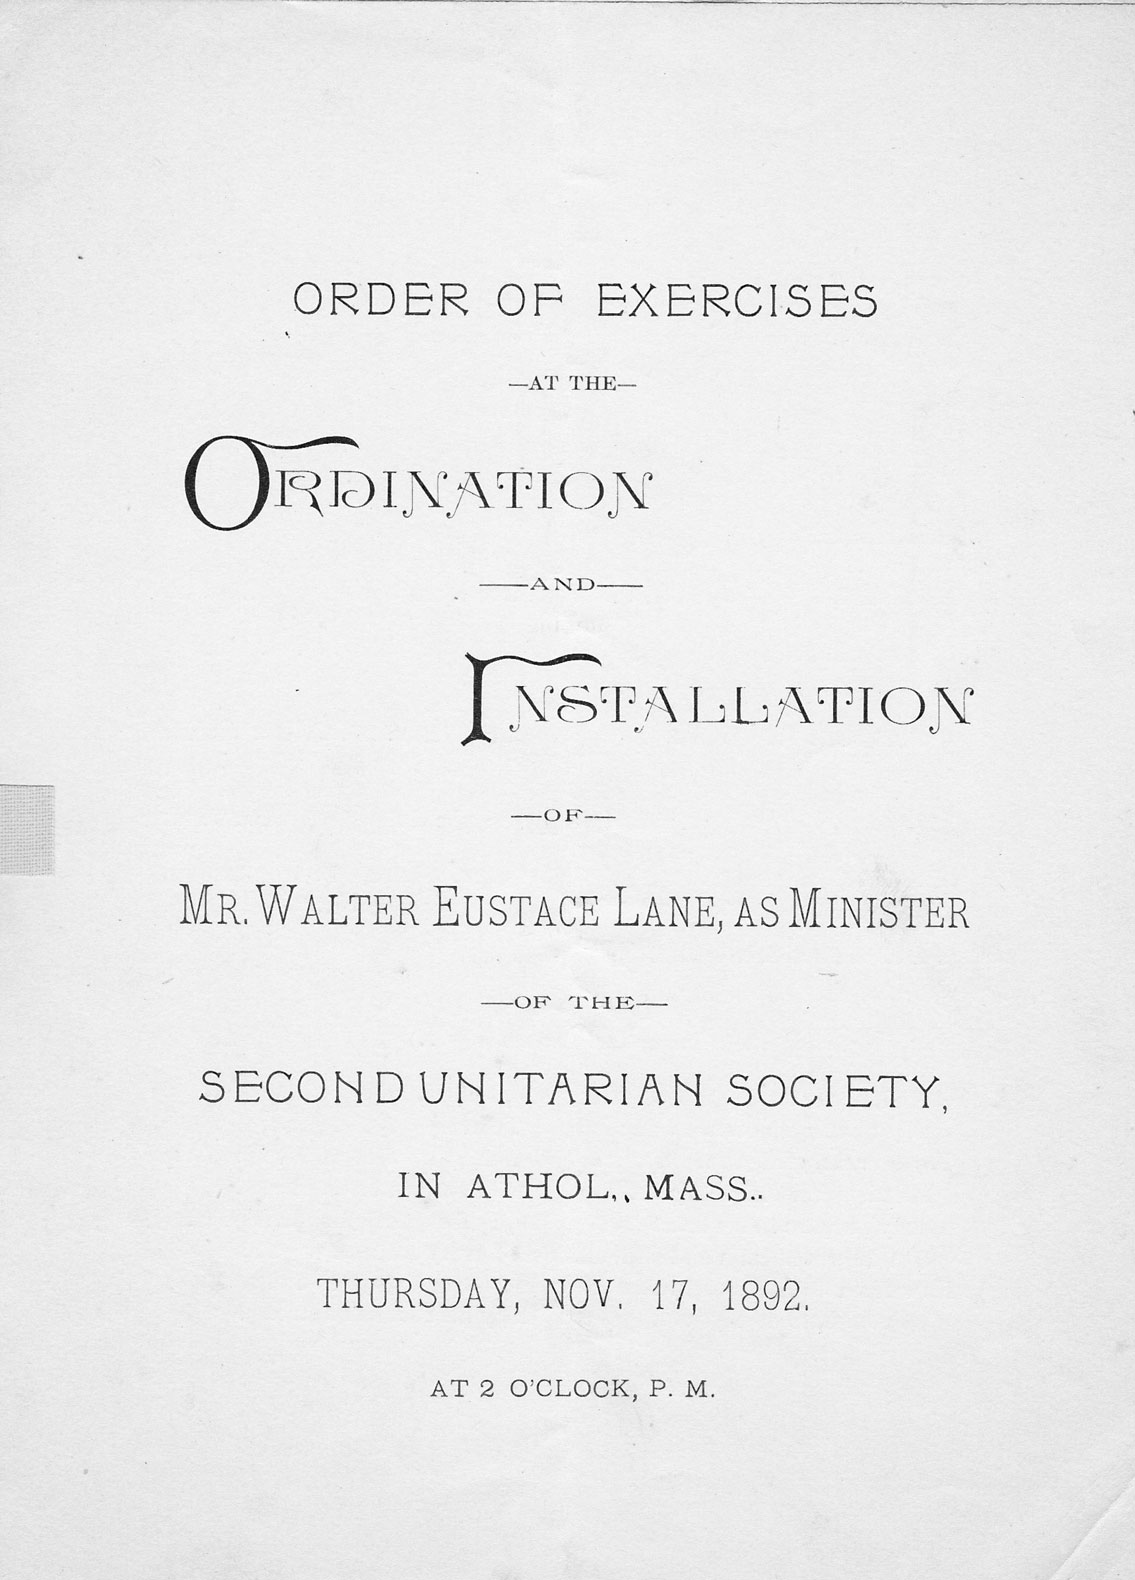 ORDER OF EXERCISES
—AT THE—
ORDINATION
——AND——
INSTALLATION
—OF—
MR. WALTER EUSTACE LANE, AS MINISTER
—OF THE—
SECOND UNITARIAN SOCIETY,
IN ATHOL,, MASS..
THURSDAY, NOV. 17, 1892.
AT 2 O'CLOCK, P. M.